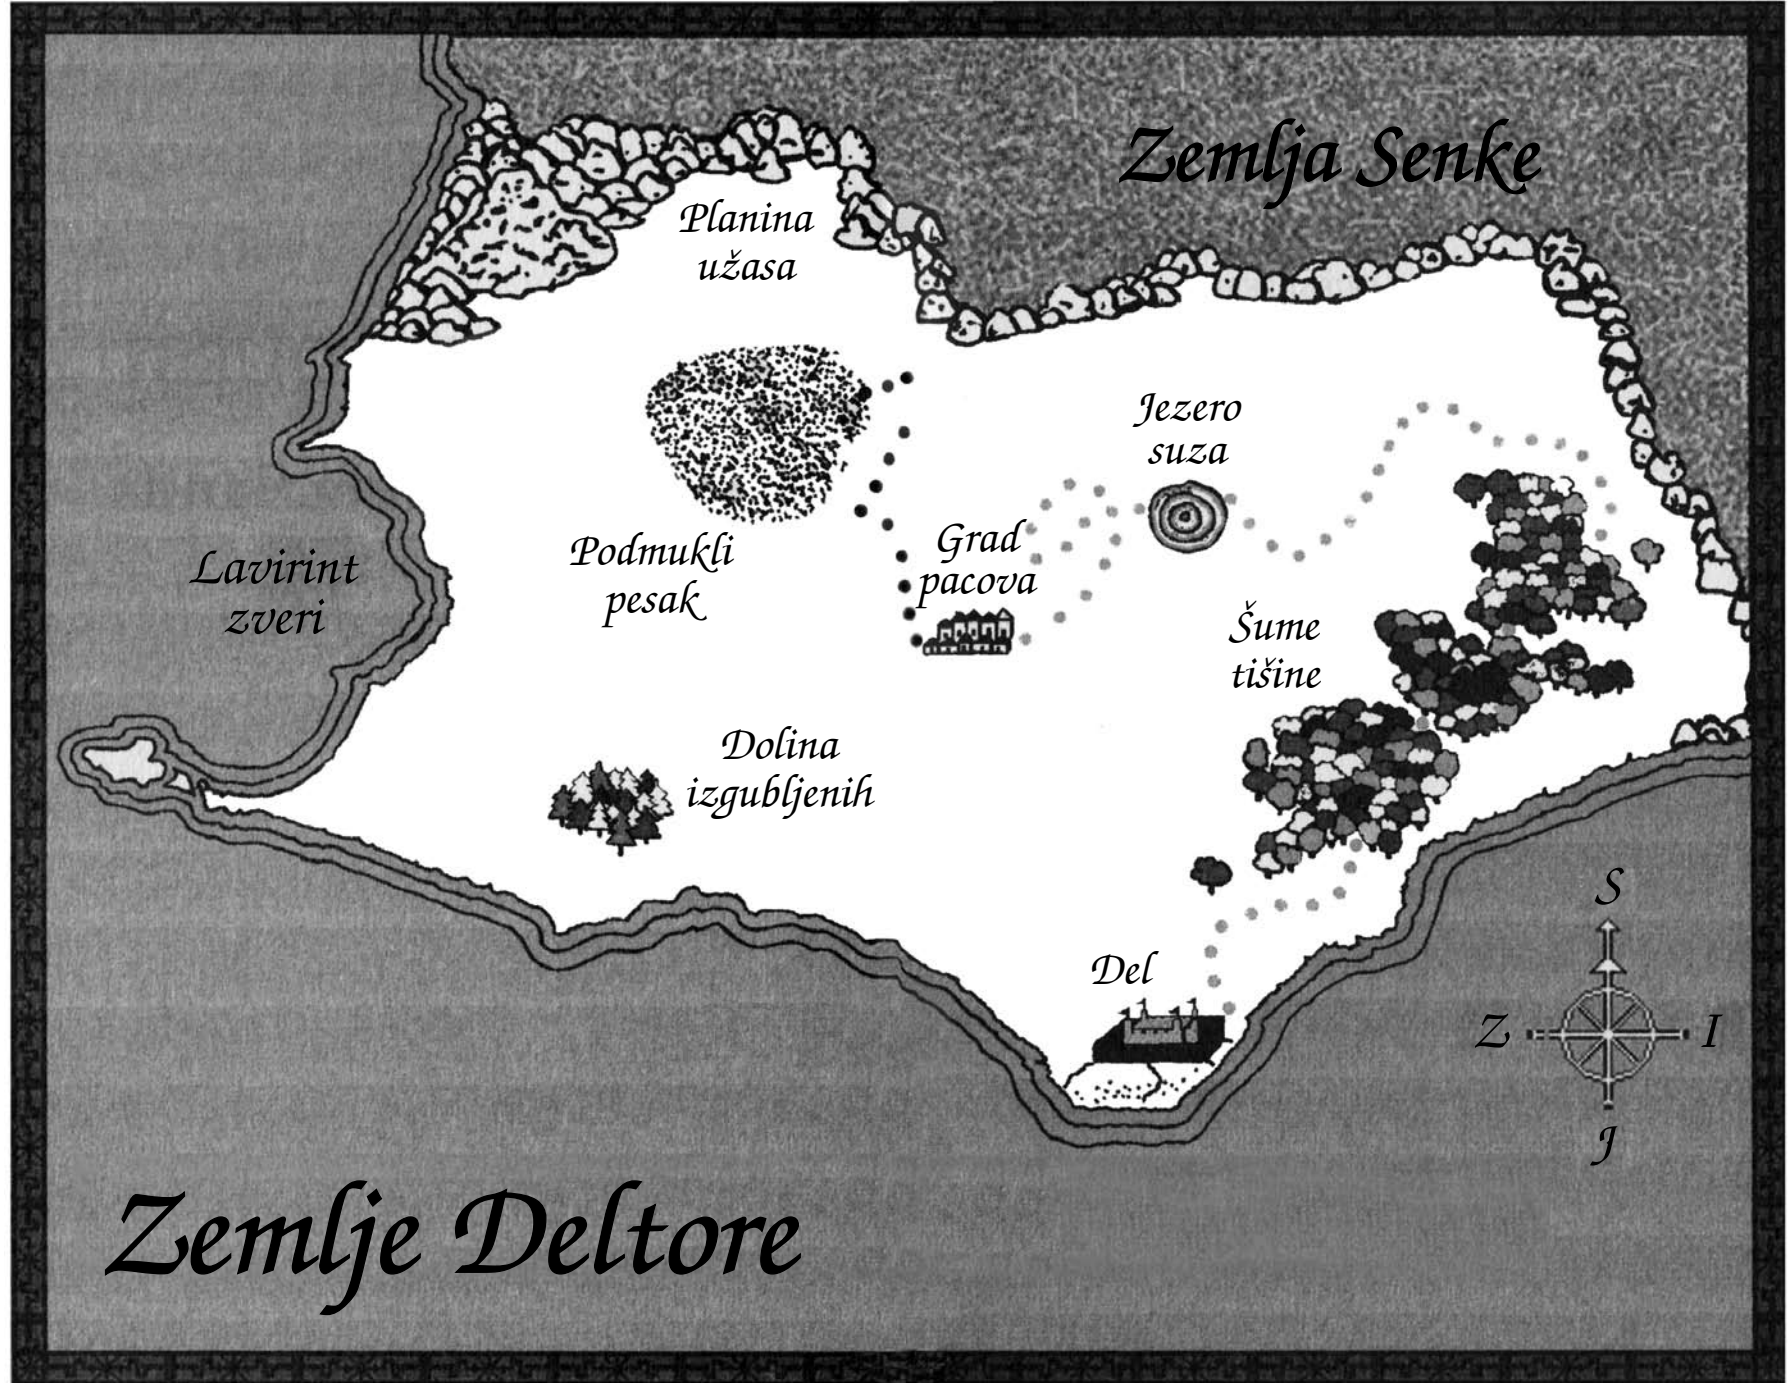 Zemlja Senke
Planina
užasa
Jezero
suza
Grad
pacova
Podmukli
pesak
Lavirint
zveri
Šume
tišine
Dolina
izgubljenih
Del
S
Z
I
J
Zemlje Deltore